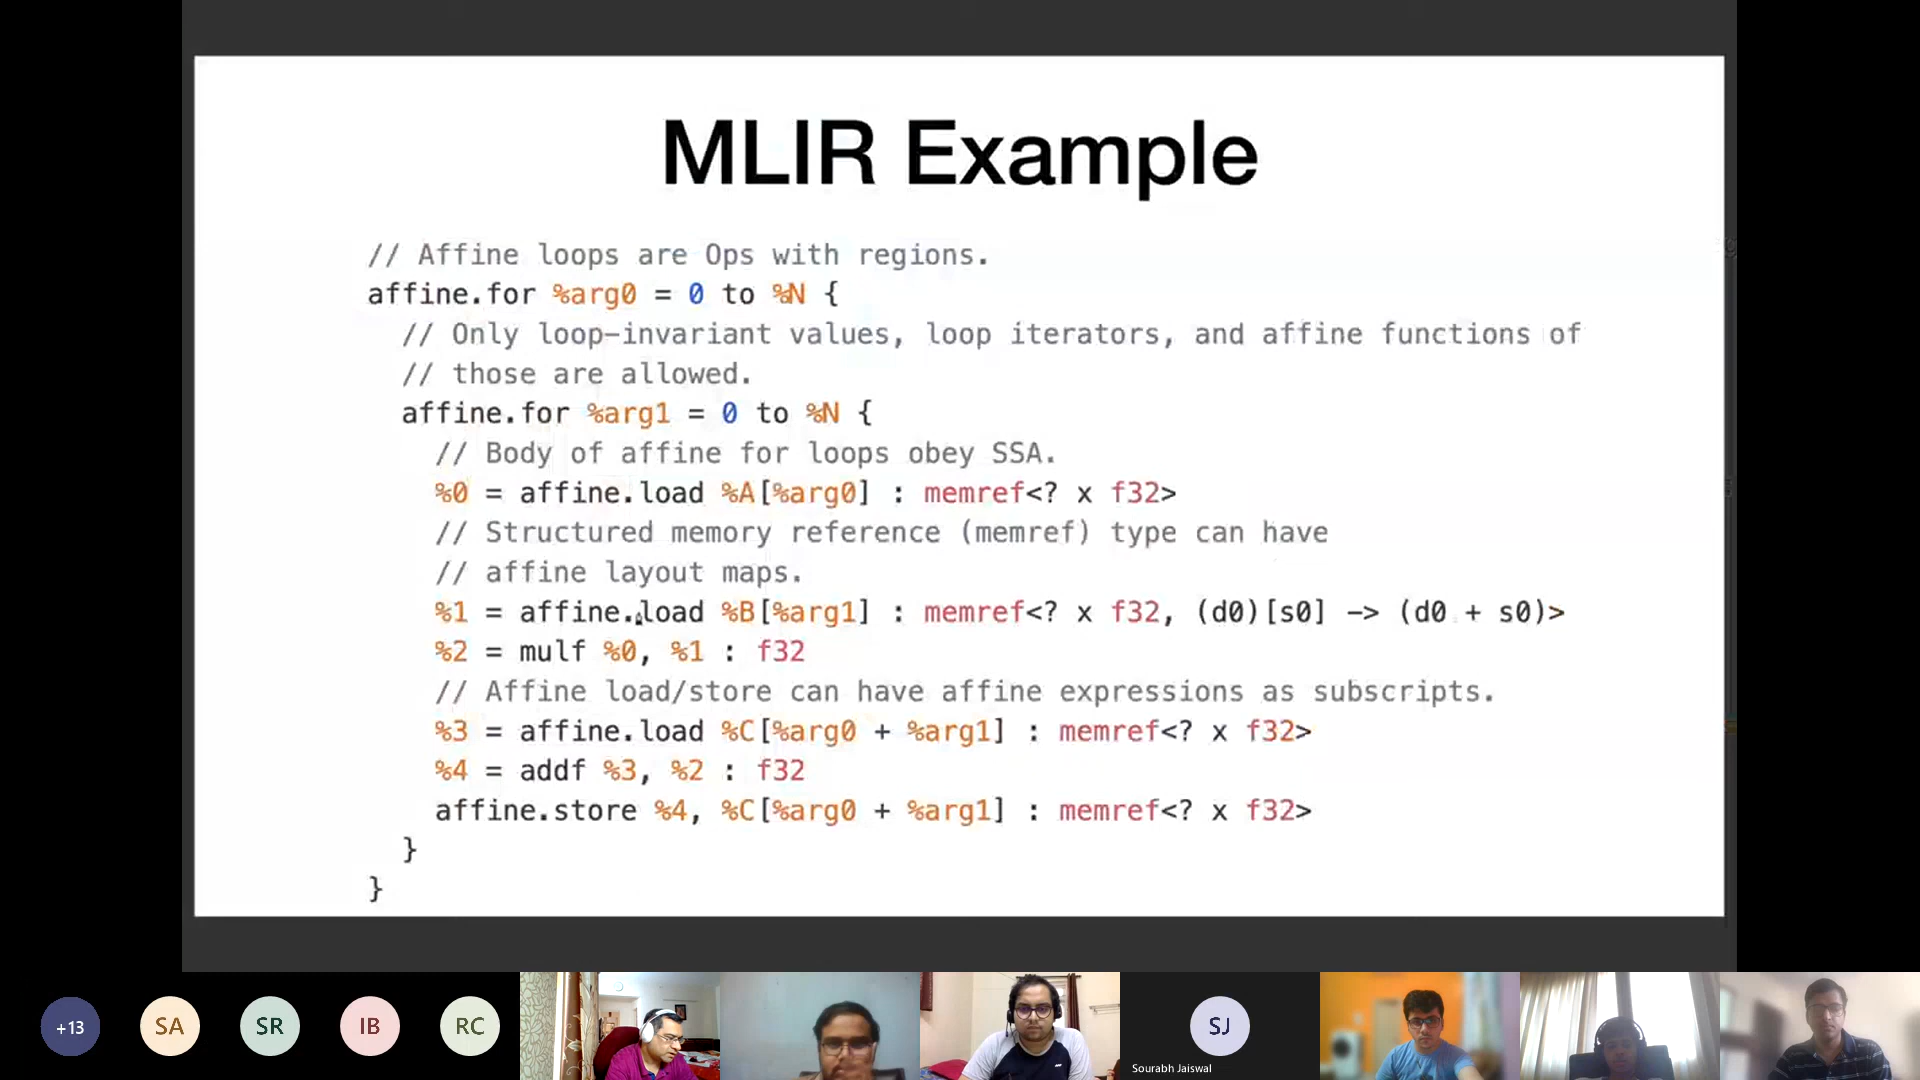 MLIR Example
// Affine loops are Ops with regions.
affine.for %arg0 = 0 to %N {
// Only loop-invariant values, loop iterators, and affine functions of
// those are allowed.
affine.for %arg1 = 0 to %N {
// Body of affine for loops obey SSA.
%0 = affine.load %A[%arg0] : memref<? x f32>
// Structured memory reference (memref) type can have
// affine layout maps.
%1 = affine.load %B[%arg1] : memref<? x f32, (d0)[s0] -> (d0 + s0)>
%2 = mulf %0, %1 : f32
// Affine load/store can have affine expressions as subscripts.
%3 = affine.load %C[%arg0 + %arg1] : memref<? x f32>
%4 = addf %3, %2 : f32
affine.store %4, %C[%arg0 + %arg1] : memref<? x f32>
}
}
+13
SA
SR
IB
RC
SJ
Sourabh Jaiswal